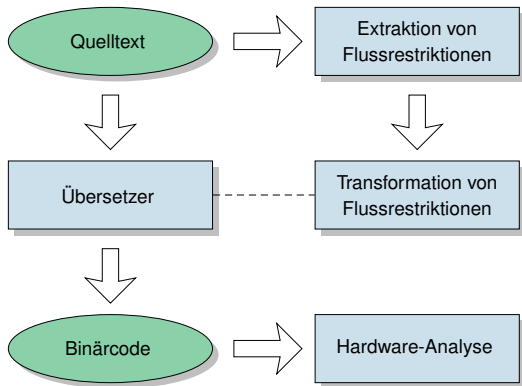 Quelltext
Extraktion von
Flussrestriktionen
Übersetzer
Transformation von
Flussrestriktionen
Binärcode
Hardware-Analyse